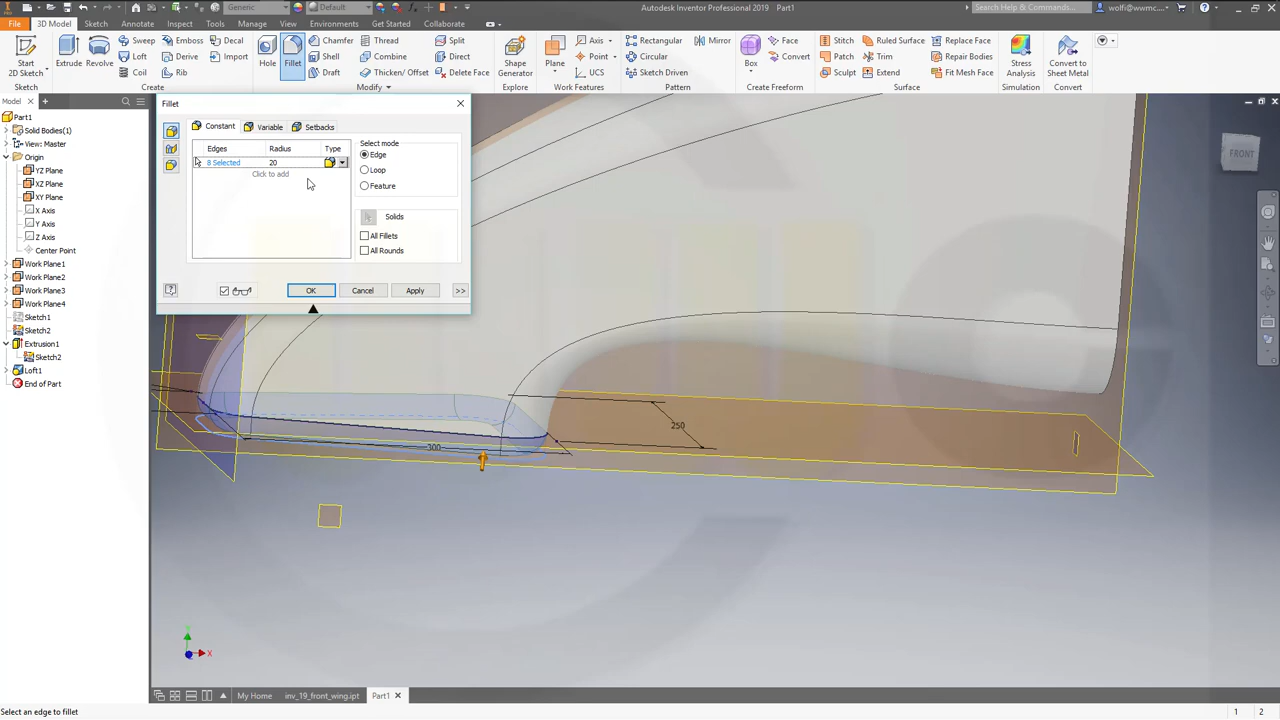 Generic
Default
Autodesk Inventor Professional 2019   Part1
Search Help & Commands...
wolfi@wwmc....
File
3D Model
Sketch
Annotate
Inspect
Tools
Manage
View
Environments
Get Started
Collaborate
Start
2D Sketch
Extrude
Revolve
Sweep
Loft
Coil
Emboss
Derive
Rib
Decal
Import
Hole
Fillet
Chamfer
Shell
Draft
Thread
Combine
Thicken/ Offset
Split
Direct
Delete Face
Shape
Generator
Plane
Axis
Point
UCS
Rectangular
Circular
Sketch Driven
Mirror
Box
Face
Convert
Stitch
Patch
Sculpt
Ruled Surface
Trim
Extend
Replace Face
Repair Bodies
Fit Mesh Face
Stress
Analysis
Convert to
Sheet Metal
Sketch
Create
Modify
Explore
Work Features
Pattern
Create Freeform
Surface
Simulation
Convert
Model
Part1
Solid Bodies(1)
View: Master
Origin
YZ Plane
XZ Plane
XY Plane
X Axis
Y Axis
Z Axis
Center Point
Work Plane1
Work Plane2
Work Plane3
Work Plane4
Sketch1
Sketch2
Extrusion1
Sketch2
Loft1
End of Part
Fillet
Constant
Variable
Setbacks
Edges
Radius
Type
8 Selected
20
Click to add
Select mode
Edge
Loop
Feature
Solids
All Fillets
All Rounds
OK
Cancel
Apply
>>
FRONT
250
300
X
My Home
inv_19_front_wing.ipt
Part1
Select an edge to fillet
1
2